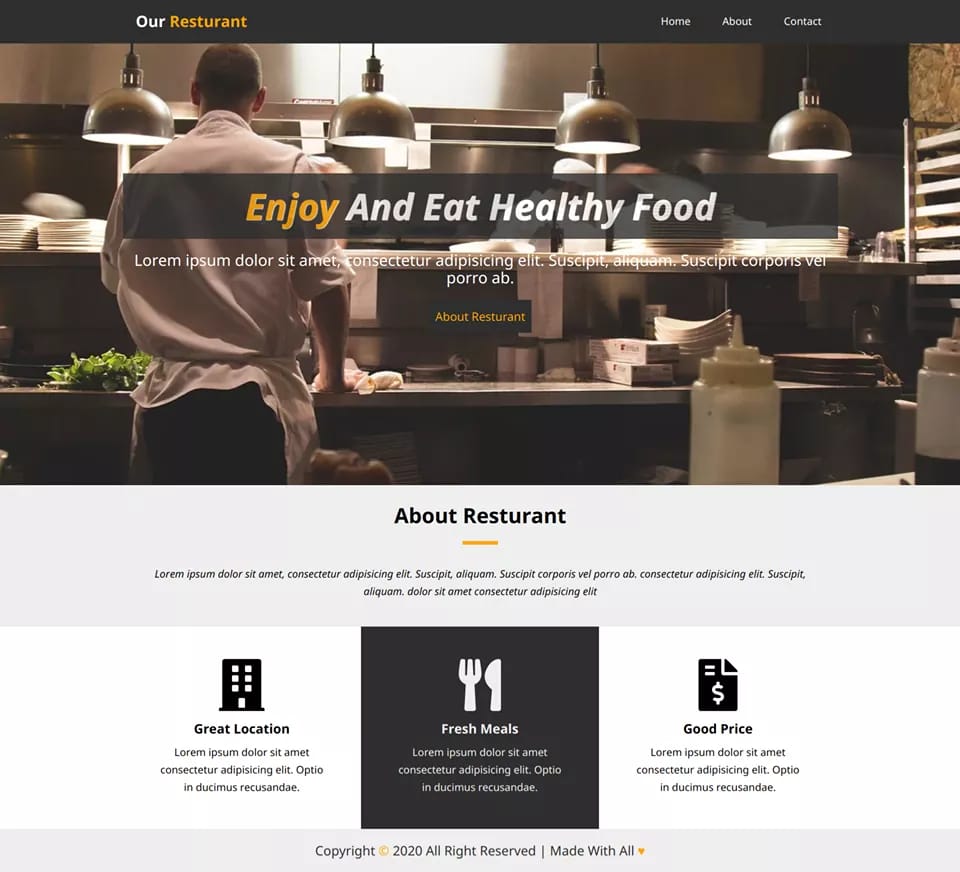 Our Resturant
Home About Contact
Enjoy And Eat Healthy Food
Lorem ipsum dolor sit amet, consectetur adipisicing elit. Suscipit, aliquam. Suscipit corporis vel
porro ab.
About Resturant
About Resturant
Lorem ipsum dolor sit amet, consectetur adipisicing elit. Suscipit, aliquam. Suscipit corporis vel porro ab. consectetur adipisicing elit. Suscipit,
aliquam. dolor sit amet consectetur adipisicing elit
Great Location
Lorem ipsum dolor sit amet
consectetur adipisicing elit. Optio
in ducimus recusandae.
Fresh Meals
Lorem ipsum dolor sit amet
consectetur adipisicing elit. Optio
in ducimus recusandae.
Good Price
Lorem ipsum dolor sit amet
consectetur adipisicing elit. Optio
in ducimus recusandae.
Copyright © 2020 All Right Reserved | Made With All ♥